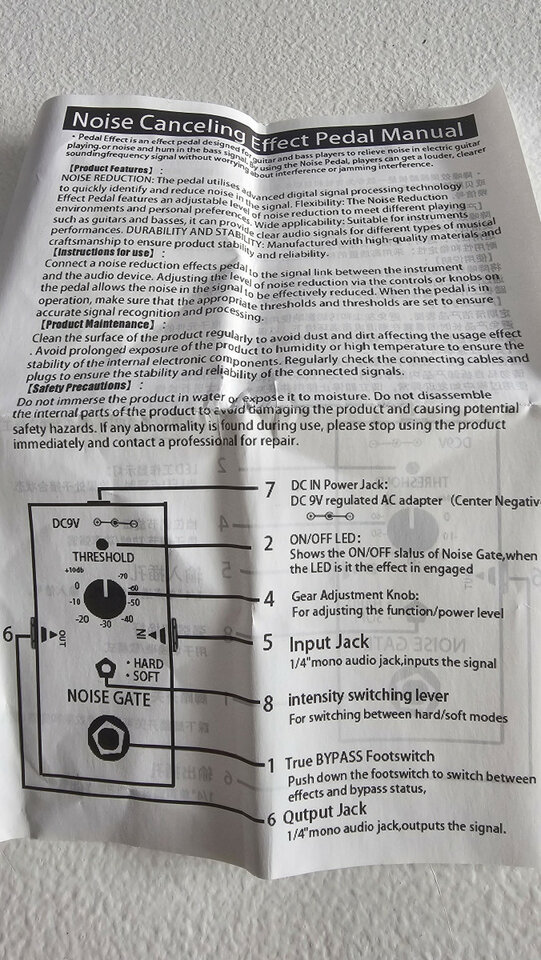 Noise Canceling Effect Pedal Manual
• Pedal Effect is an effect pedal designed for guitar and bass players to relieve noise in electric guitar
playing.or noise and hum in the bass signal. By using the Noise Pedal, players can get a louder, clearer
soundingfrequency signal without worrying about interference or jamming interference.
【Product Features】:
NOISE REDUCTION: The pedal utilises advanced digital signal processing technology
to quickly identify and reduce noise in the signal. Flexibility: The Noise Reduction
Effect Pedal features an adjustable level of noise reduction to meet different playing
environments and personal preferences. Wide applicability: Suitable for instruments
such as guitars and basses, it can provide clear audio signals for different types of musical
performances. DURABILITY AND STABILITY: Manufactured with high-quality materials and
craftsmanship to ensure product stability and reliability.
【Instructions for use】:
Connect a noise reduction effects pedal to the signal link between the instrument
and the audio device. Adjusting the level of noise reduction via the controls or knobs on
the pedal allows the noise in the signal to be effectively reduced. When the pedal is in
operation, make sure that the appropriate thresholds and thresholds are set to ensure
accurate signal recognition and processing.
【Product Maintenance】:
Clean the surface of the product regularly to avoid dust and dirt affecting the usage effect
. Avoid prolonged exposure of the product to humidity or high temperature to ensure the
stability of the internal electronic components. Regularly check the connecting cables and
plugs to ensure the stability and reliability of the connected signals.
【Safety Precautions】:
Do not immerse the product in water or expose it to moisture. Do not disassemble
the internal parts of the product to avoid damaging the product and causing potential
safety hazards. If any abnormality is found during use, please stop using the product
immediately and contact a professional for repair.
7 DC IN Power Jack:
DC 9V regulated AC adapter (Center Negative
2 ON/OFF LED:
Shows the ON/OFF slalus of Noise Gate,when
the LED is it the effect in engaged
4 Gear Adjustment Knob:
For adjusting the function/power level
5 Input Jack
1/4"mono audio jack,inputs the signal
8 intensity switching lever
For switching between hard/soft modes
1 True BYPASS Footswitch
Push down the footswitch to switch between
effects and bypass status,
6 Qutput Jack
1/4"mono audio jack,outputs the signal.
DC9V
THRESHOLD
+10db -70
0 -60
-10 -50
-20 -30 -40
6 OUT IN
• HARD
• SOFT
NOISE GATE